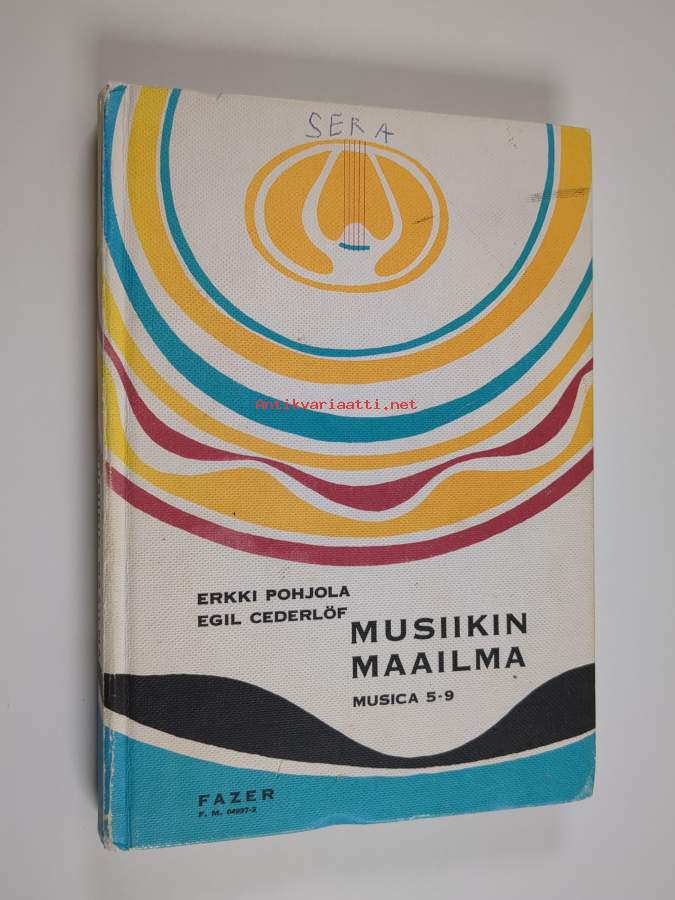 SERA
Antikvariaatti.net
ERKKI POHJOLA
EGIL CEDERLÖF
MUSIIKIN
MAAILMA
MUSICA 5-9
FAZER